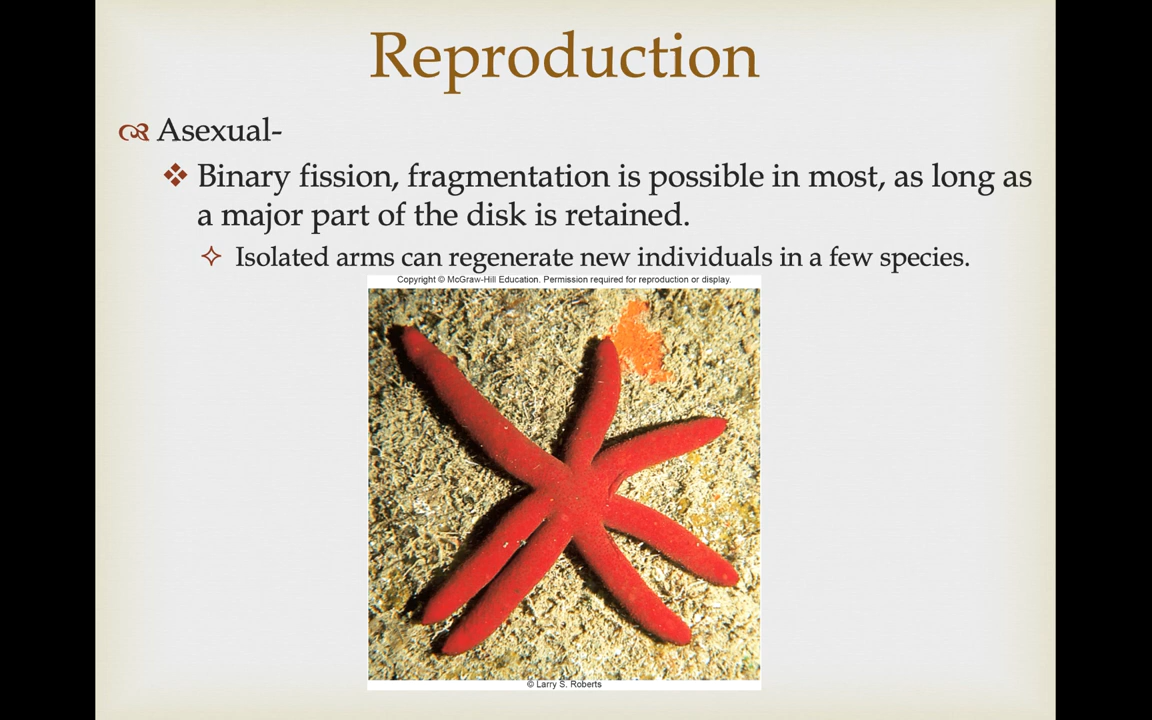 Reproduction
Asexual-
Binary fission, fragmentation is possible in most, as long as
a major part of the disk is retained.
Isolated arms can regenerate new individuals in a few species.
Copyright © McGraw-Hill Education. Permission required for reproduction or display.
© Larry S. Roberts